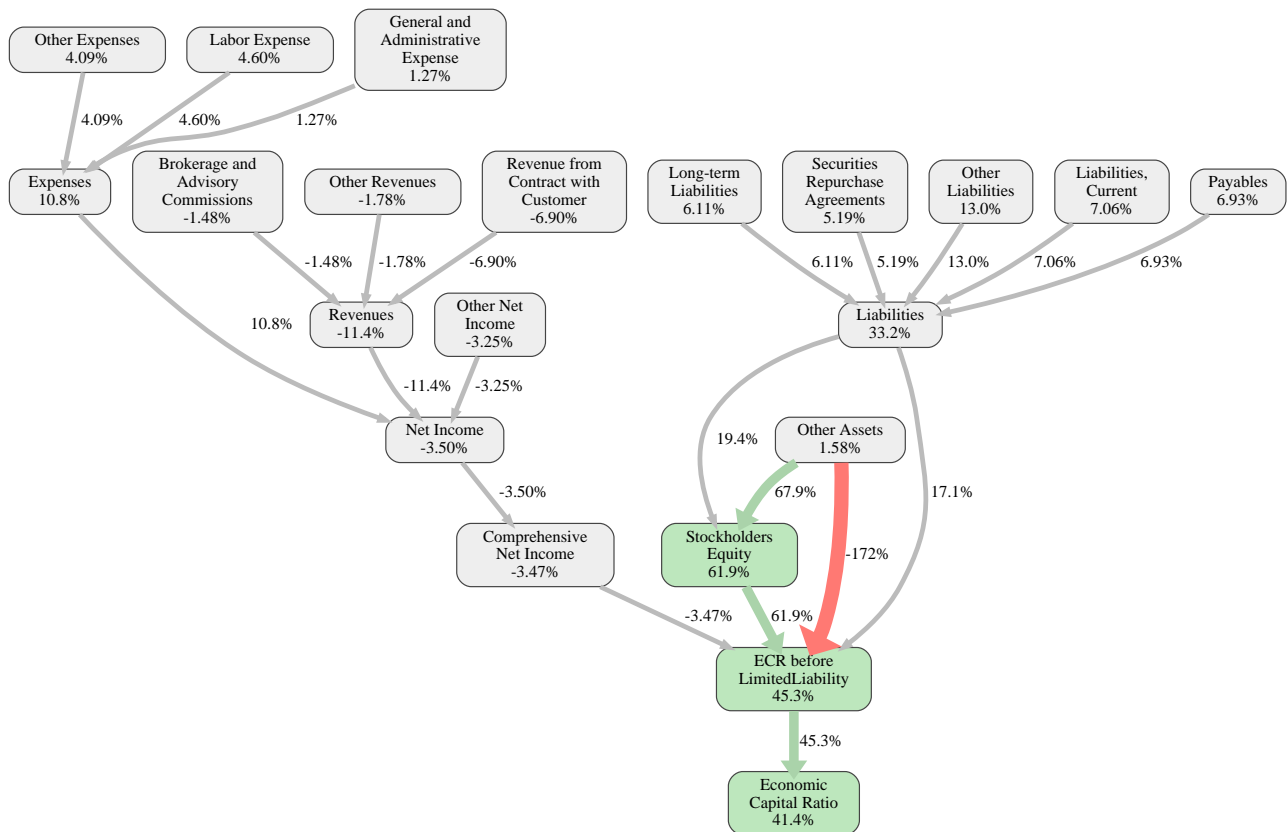 Other Expenses
4.09%
Labor Expense
4.60%
General and
Administrative
Expense
1.27%
4.09%
4.60%
1.27%
Expenses
10.8%
Brokerage and
Advisory
Commissions
-1.48%
Other Revenues
-1.78%
Revenue from
Contract with
Customer
-6.90%
Long-term
Liabilities
6.11%
Securities
Repurchase
Agreements
5.19%
Other
Liabilities
13.0%
Liabilities,
Current
7.06%
Payables
6.93%
-1.48%
-1.78%
-6.90%
6.11%
5.19%
13.0%
7.06%
6.93%
10.8%
Revenues
-11.4%
Other Net
Income
-3.25%
Liabilities
33.2%
-11.4%
-3.25%
Net Income
-3.50%
19.4%
Other Assets
1.58%
-3.50%
67.9%
17.1%
Comprehensive
Net Income
-3.47%
Stockholders
Equity
61.9%
-172%
-3.47%
61.9%
ECR before
LimitedLiability
45.3%
45.3%
Economic
Capital Ratio
41.4%